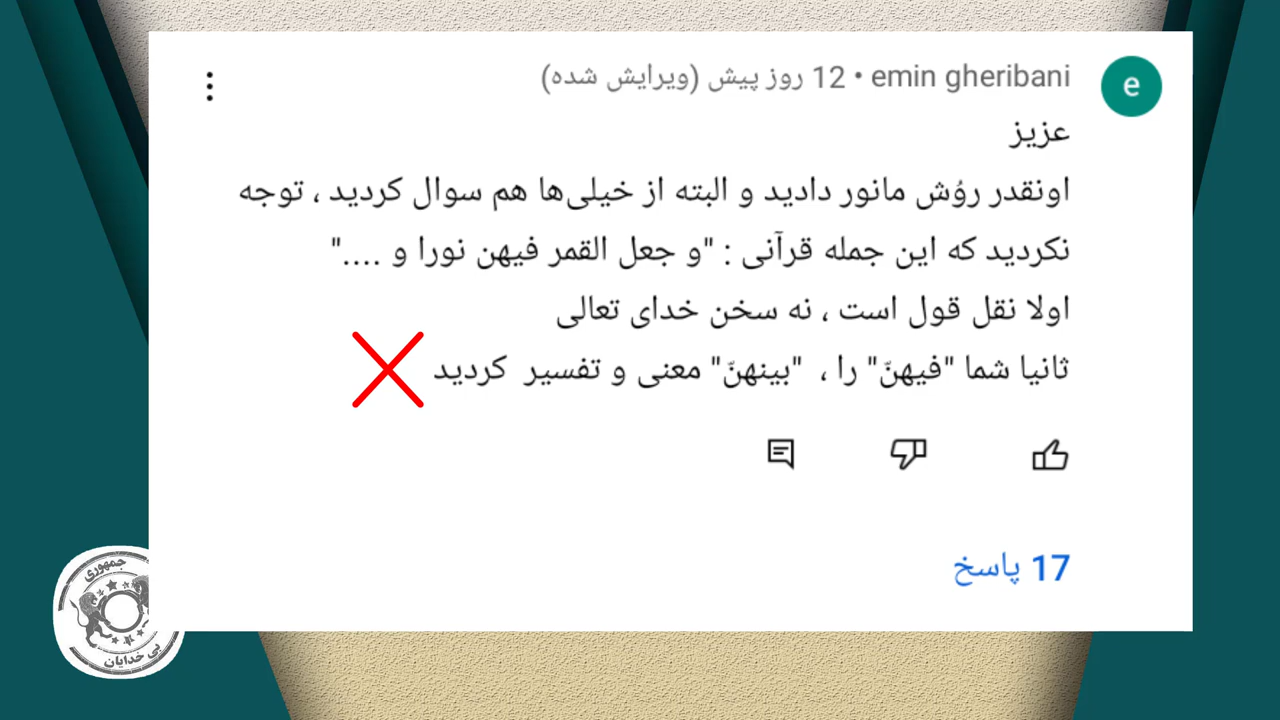 emin gheribani • 12 روز پیش (ویرایش شده)
e
عزیز
اونقدر رؤش مانور دادید و البته از خیلی‌ها هم سوال کردید ، توجه
نکردید که این جمله قرآنی : "و جعل القمر فیهن نورا و ...."
اولا نقل قول است ، نه سخن خدای تعالی
ثانیا شما "فیهنّ" را ، "بینهنّ" معنی و تفسیر کردید
17 پاسخ
جمهوری
بی خدایان